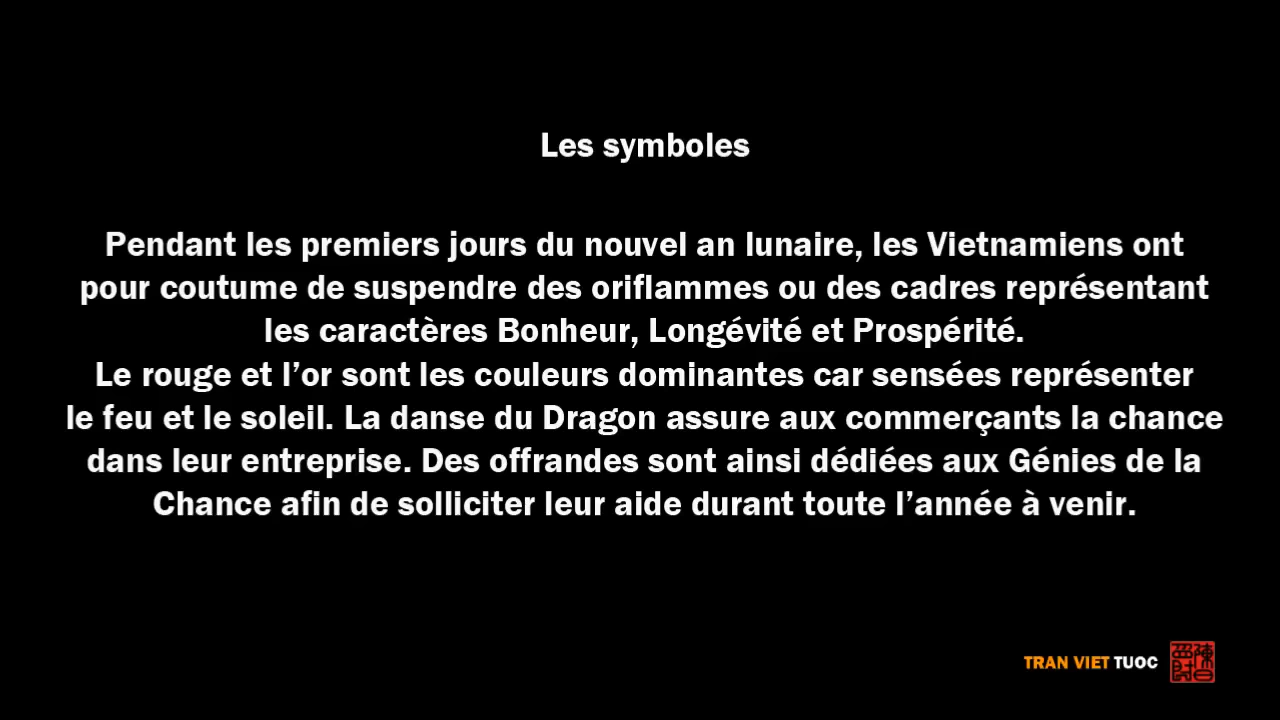 Les symboles
Pendant les premiers jours du nouvel an lunaire, les Vietnamiens ont
pour coutume de suspendre des oriflammes ou des cadres représentant
les caractères Bonheur, Longévité et Prospérité.
Le rouge et l’or sont les couleurs dominantes car sensées représenter
le feu et le soleil. La danse du Dragon assure aux commerçants la chance
dans leur entreprise. Des offrandes sont ainsi dédiées aux Génies de la
Chance afin de solliciter leur aide durant toute l’année à venir.
TRAN VIET TUOC